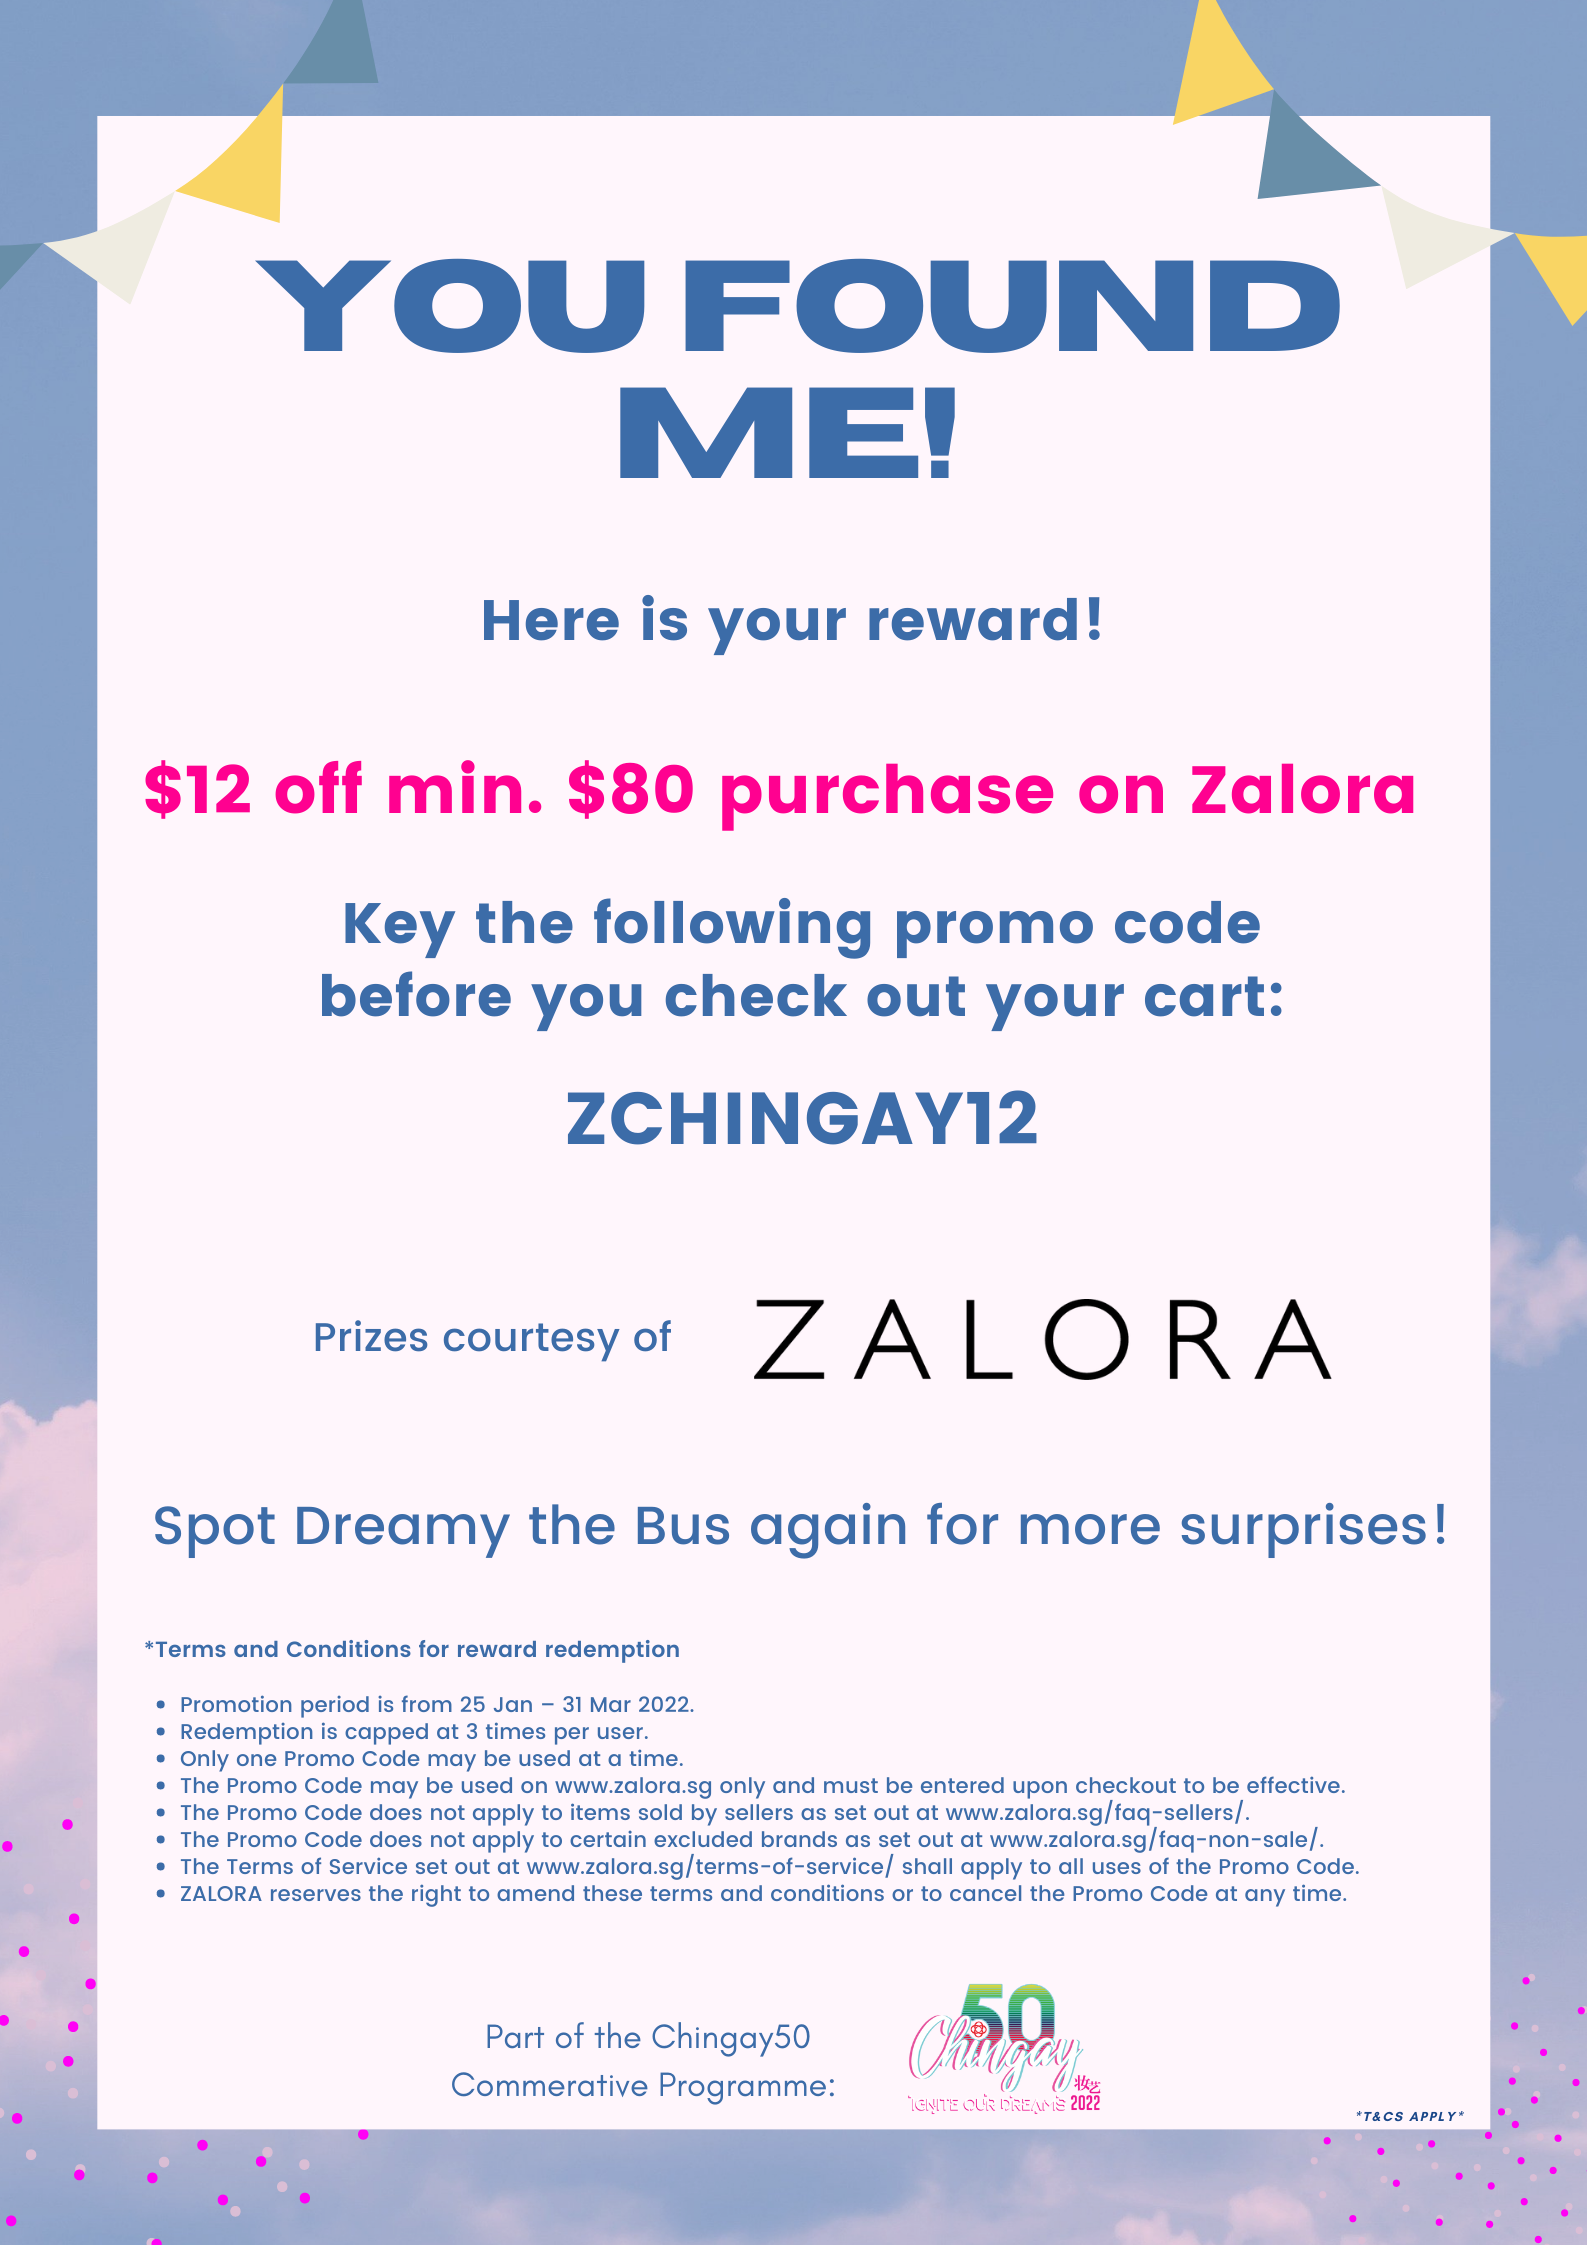 YOU FOUND
ME!
Here is your reward!
$12 off min. $80 purchase on Zalora
Key the following promo code
before you check out your cart:
ZCHINGAY12
Prizes courtesy of ZALORA
Spot Dreamy the Bus again for more surprises!
*Terms and Conditions for reward redemption
• Promotion period is from 25 Jan – 31 Mar 2022.
• Redemption is capped at 3 times per user.
• Only one Promo Code may be used at a time.
• The Promo Code may be used on www.zalora.sg only and must be entered upon checkout to be effective.
• The Promo Code does not apply to items sold by sellers as set out at www.zalora.sg/faq-sellers/.
• The Promo Code does not apply to certain excluded brands as set out at www.zalora.sg/faq-non-sale/.
• The Terms of Service set out at www.zalora.sg/terms-of-service/ shall apply to all uses of the Promo Code.
• ZALORA reserves the right to amend these terms and conditions or to cancel the Promo Code at any time.
Part of the Chingay50
Commerative Programme:
50
Chingay
妆艺
IGNITE OUR DREAMS 2022
*T&CS APPLY*